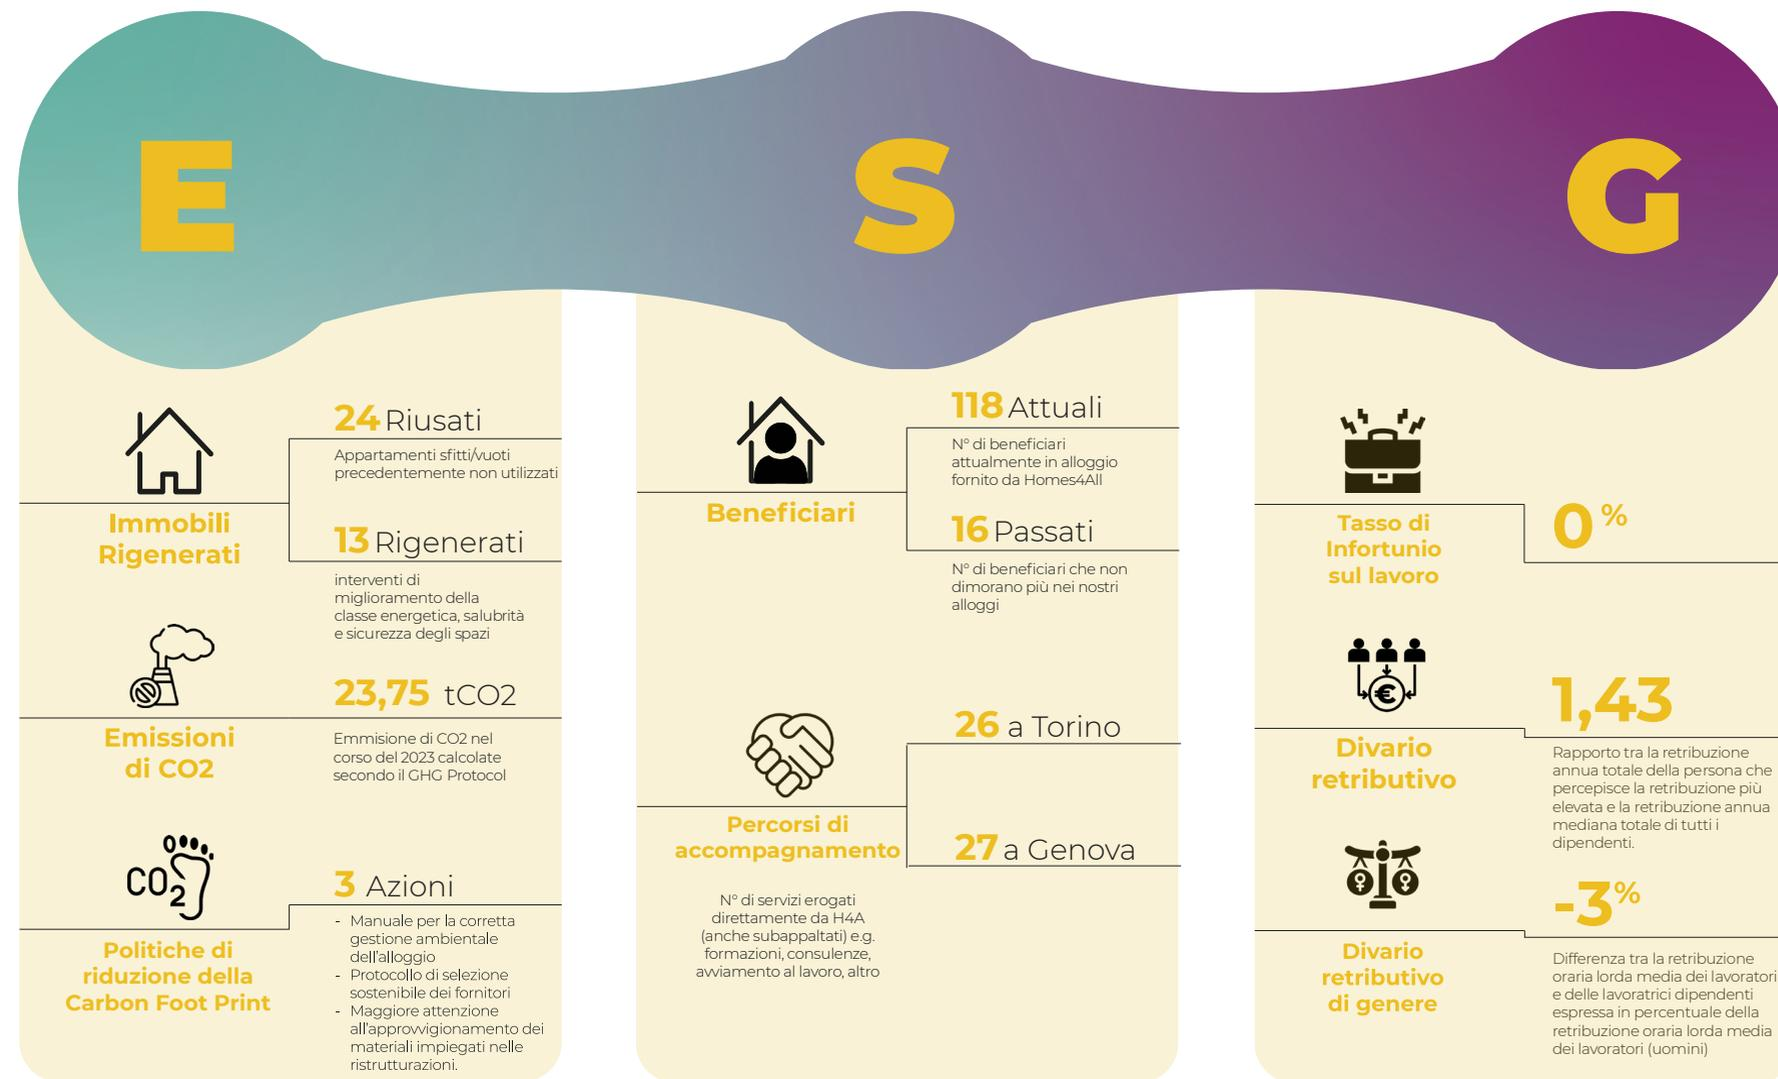 E
S
G
24 Riusati
Appartamenti sfitti/vuoti
precedentemente non utilizzati
Immobili
Rigenerati
13 Rigenerati
interventi di
miglioramento della
classe energetica, salubrità
e sicurezza degli spazi
23,75 tCO2
Emissioni
di CO2
Emmisione di CO2 nel
corso del 2023 calcolate
secondo il GHG Protocol
CO2
3 Azioni
Politiche di
riduzione della
Carbon Foot Print
- Manuale per la corretta
gestione ambientale
dell'alloggio
- Protocollo di selezione
sostenibile dei fornitori
- Maggiore attenzione
all'approvvigionamento dei
materiali impiegati nelle
ristrutturazioni.
118 Attuali
N° di beneficiari
attualmente in alloggio
fornito da Homes4All
Beneficiari
16 Passati
N° di beneficiari che non
dimorano più nei nostri
alloggi
26 a Torino
Percorsi di
accompagnamento
27 a Genova
N° di servizi erogati
direttamente da H4A
(anche subappaltati) e.g.
formazioni, consulenze,
avviamento al lavoro, altro
Tasso di
Infortunio
sul lavoro
0 %
€
1,43
Divario
retributivo
Rapporto tra la retribuzione
annua totale della persona che
percepisce la retribuzione più
elevata e la retribuzione annua
mediana totale di tutti i
dipendenti.
-3%
Divario
retributivo
di genere
Differenza tra la retribuzione
oraria lorda media dei lavoratori
e delle lavoratrici dipendenti
espressa in percentuale della
retribuzione oraria lorda media
dei lavoratori (uomini)